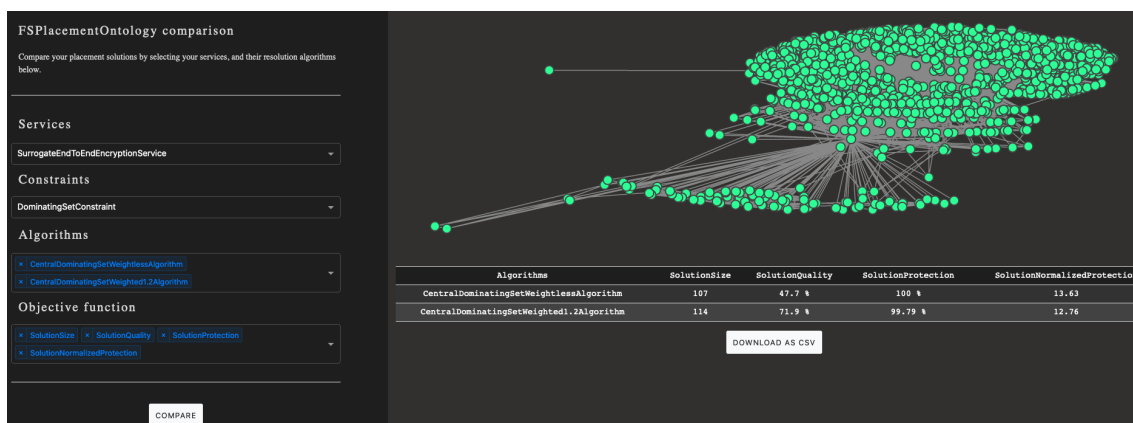 FSPlacementOntology comparison
Compare your placement solutions by selecting your services, and their resolution algorithms
below.
Services
SurrogateEndToEndEncryptionService
Constraints
DominatingSetConstraint
Algorithms
× CentralDominatingSetWeightlessAlgorithm
× CentralDominatingSetWeighted1.2Algorithm
Objective function
× SolutionSize × SolutionQuality × SolutionProtection
× SolutionNormalizedProtection
COMPARE
Algorithms SolutionSize SolutionQuality SolutionProtection SolutionNormalizedProtectio
CentralDominatingSetWeightlessAlgorithm 107 47.7 % 100 % 13.63
CentralDominatingSetWeighted1.2Algorithm 114 71.9 % 99.79 % 12.76
DOWNLOAD AS CSV